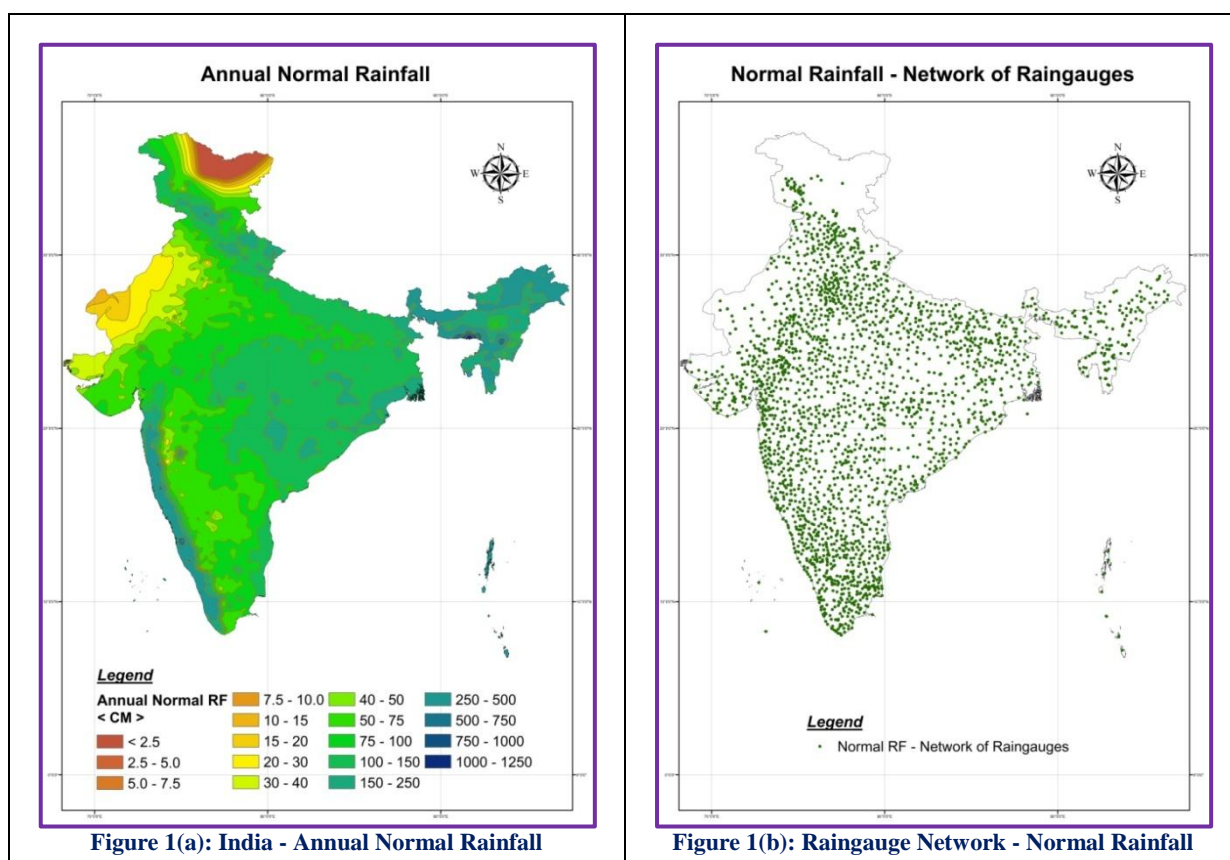 Annual Normal Rainfall
N
W
E
S
Legend
Annual Normal RF
< CM >
< 2.5
2.5 - 5.0
5.0 - 7.5
7.5 - 10.0
10 - 15
15 - 20
20 - 30
30 - 40
40 - 50
50 - 75
75 - 100
100 - 150
150 - 250
250 - 500
500 - 750
750 - 1000
1000 - 1250
Figure 1(a): India - Annual Normal Rainfall
Normal Rainfall - Network of Raingauges
N
W
E
S
Legend
Normal RF - Network of Raingauges
Figure 1(b): Raingauge Network - Normal Rainfall